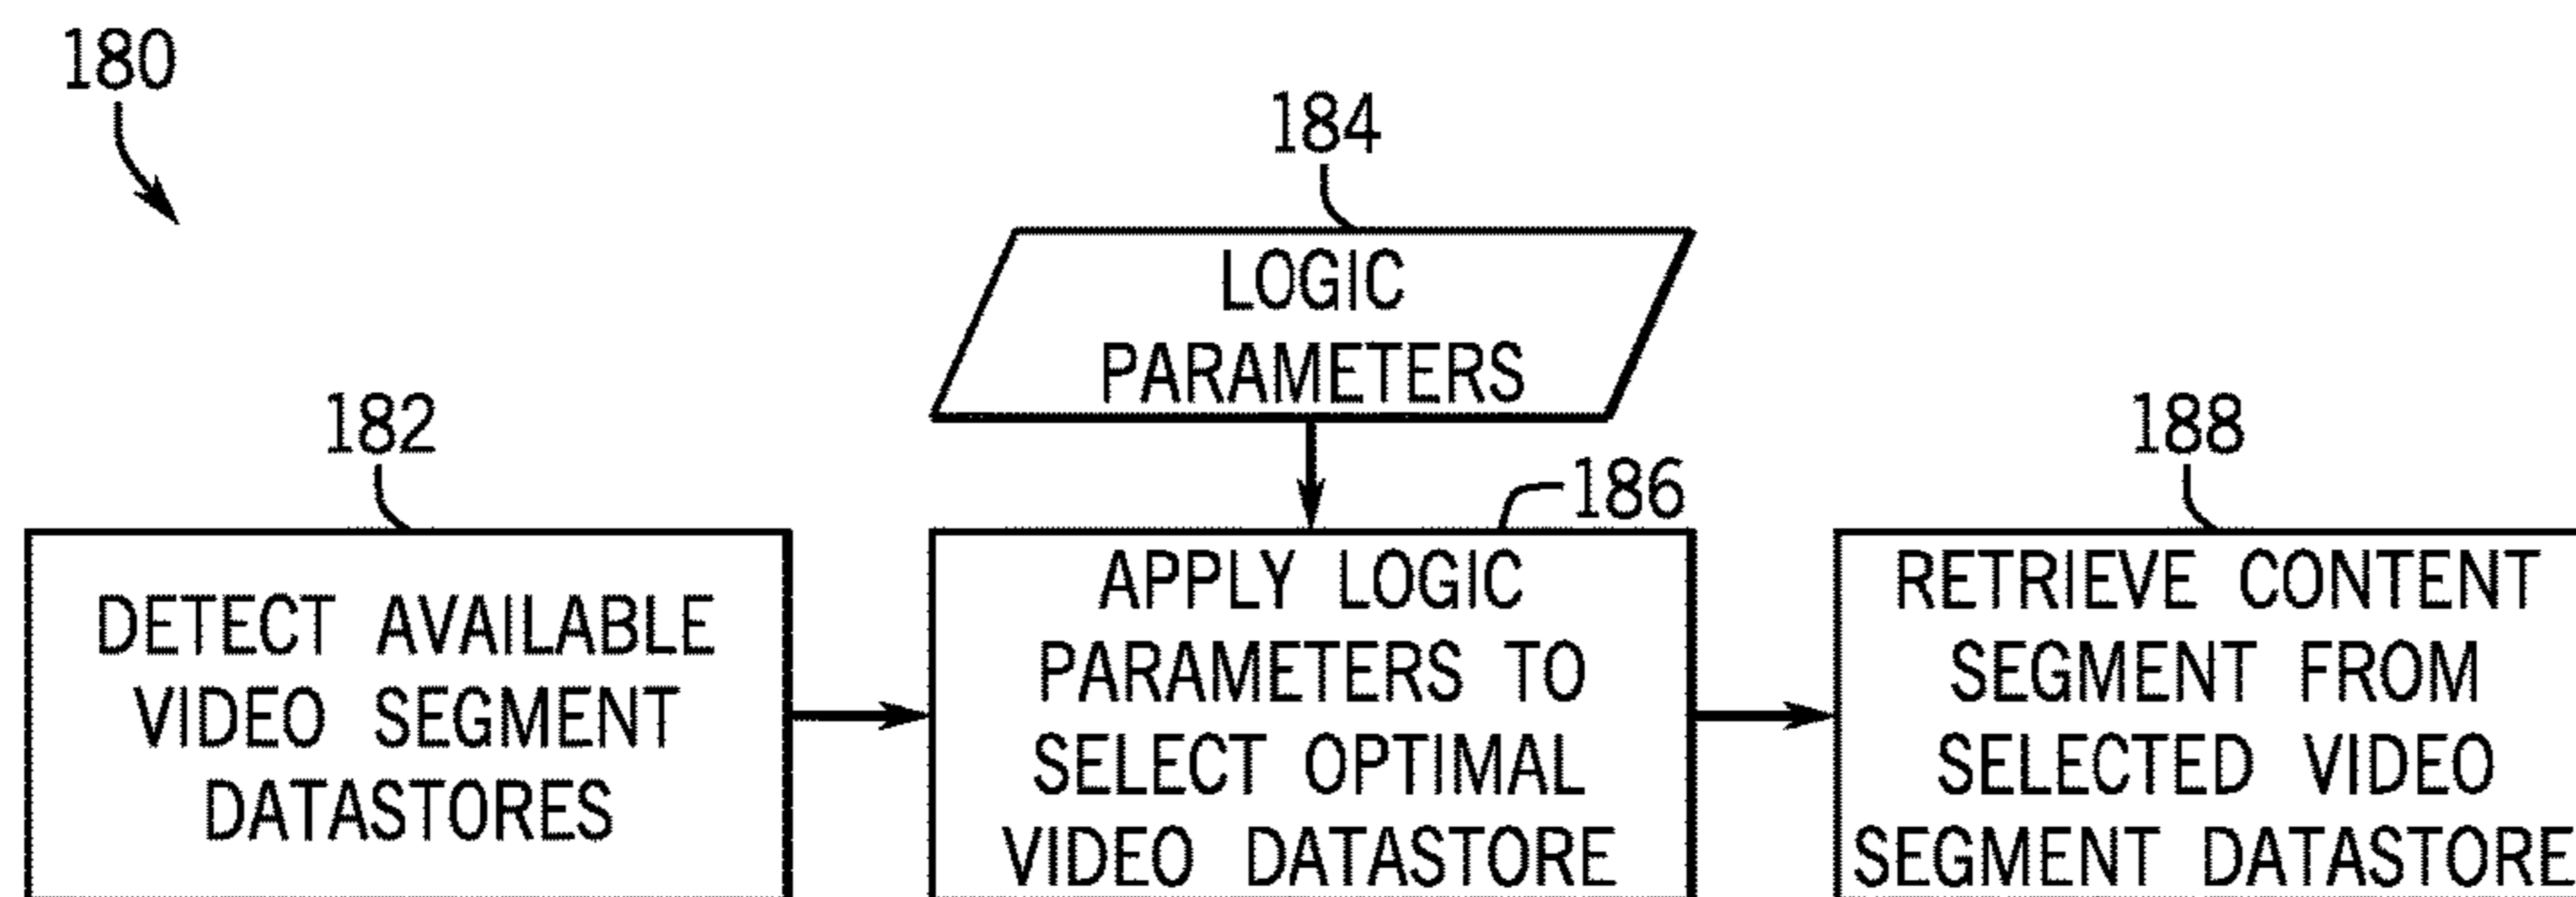 180
184
LOGIC
PARAMETERS
182
186
188
DETECT AVAILABLE
VIDEO SEGMENT
DATASTORES
APPLY LOGIC
PARAMETERS TO
SELECT OPTIMAL
VIDEO DATASTORE
RETRIEVE CONTENT
SEGMENT FROM
SELECTED VIDEO
SEGMENT DATASTORE